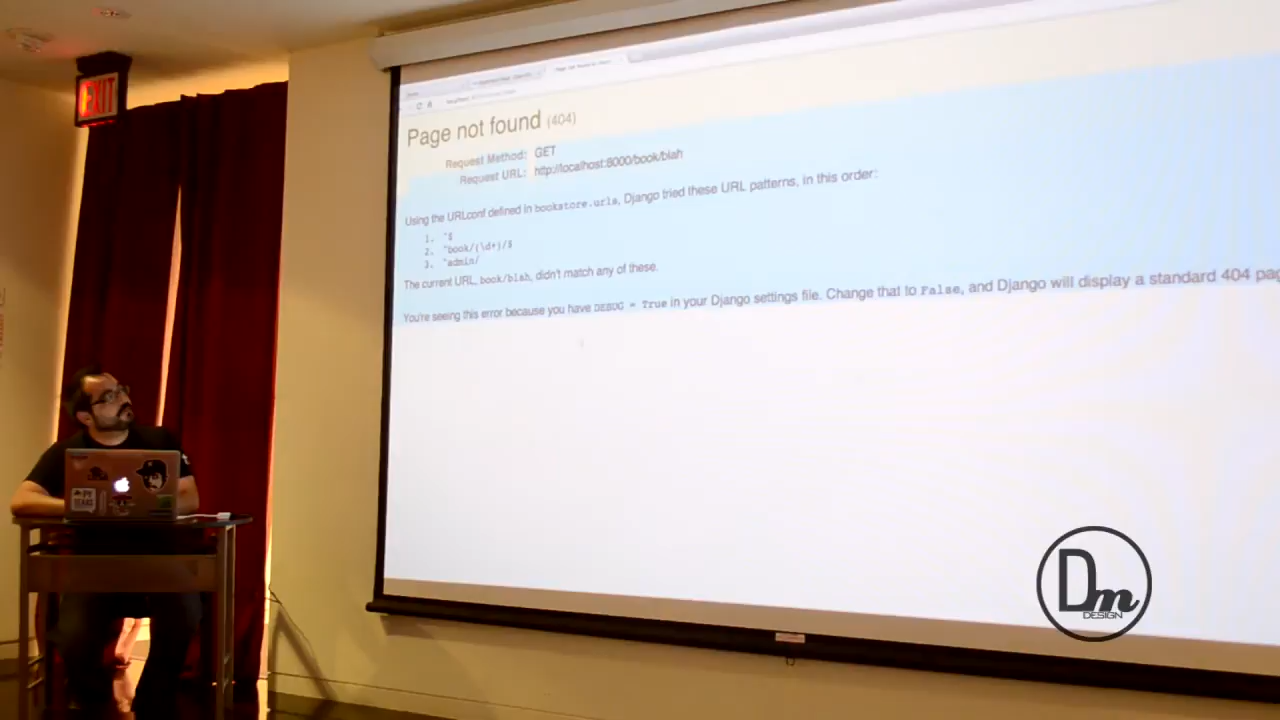 EXIT
Page not found (404)
Request Method: GET
Request URL: http://localhost:8000/book/blah
Using the URLconf defined in bookstore.urls, Django tried these URL patterns, in this order:
1. ^$
2. ^book/(\d+)/$
3. ^admin/
The current URL, book/blah, didn't match any of these.
You're seeing this error because you have DEBUG = True in your Django settings file. Change that to False, and Django will display a standard 404 pag
PY
TEXAS
Dm
DESIGN